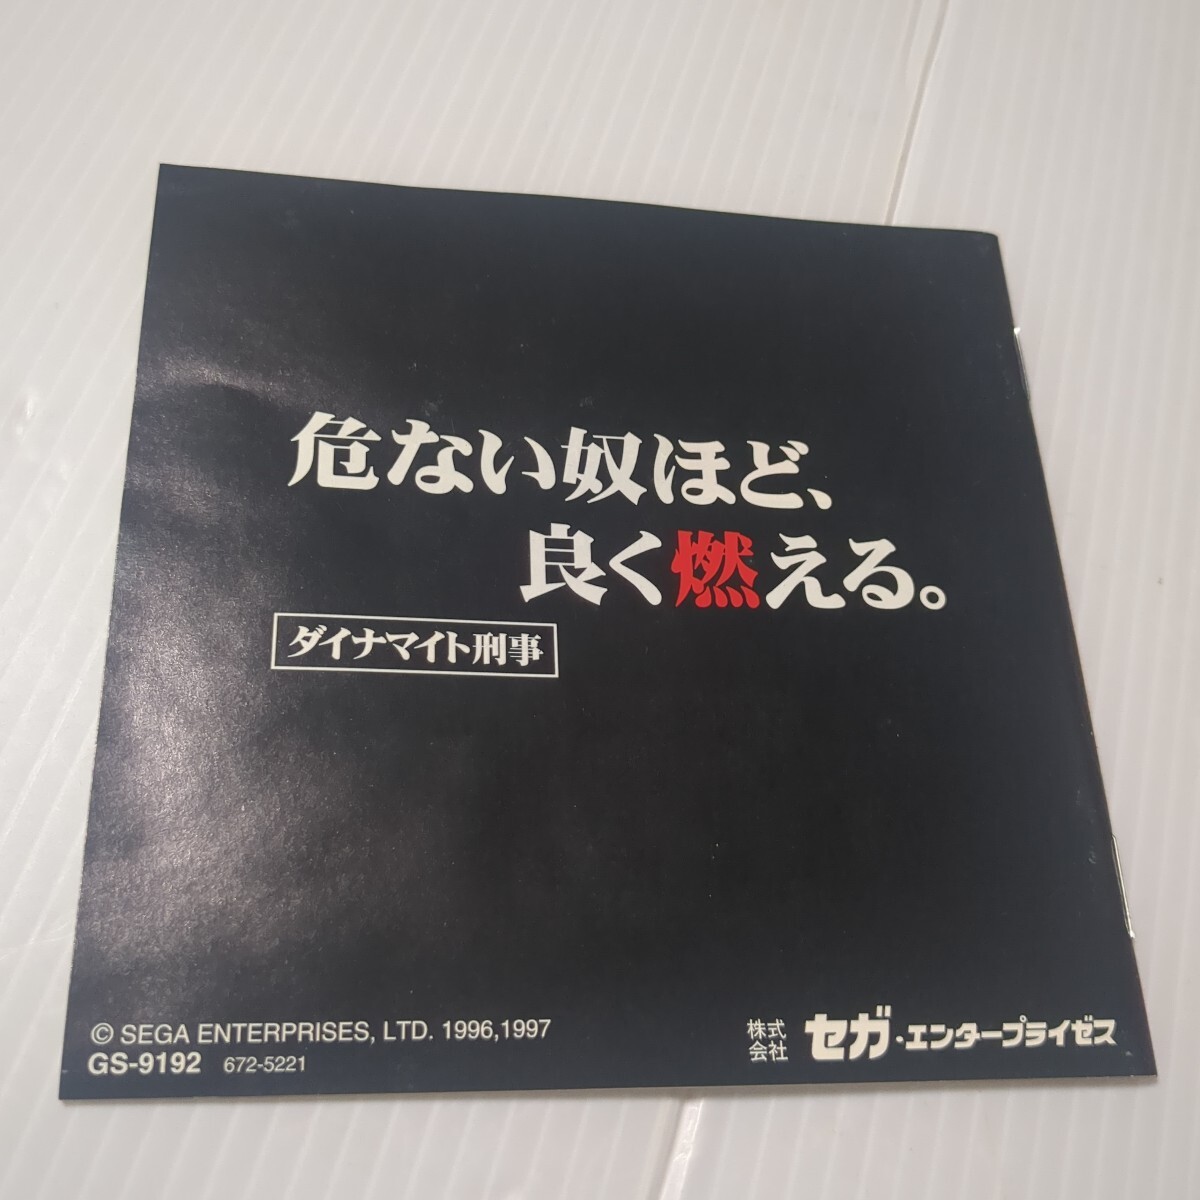 危ない奴ほど、
良く燃える。
ダイナマイト刑事
© SEGA ENTERPRISES, LTD. 1996,1997
GS-9192 672-5221
株式会社 セガ・エンタープライゼス